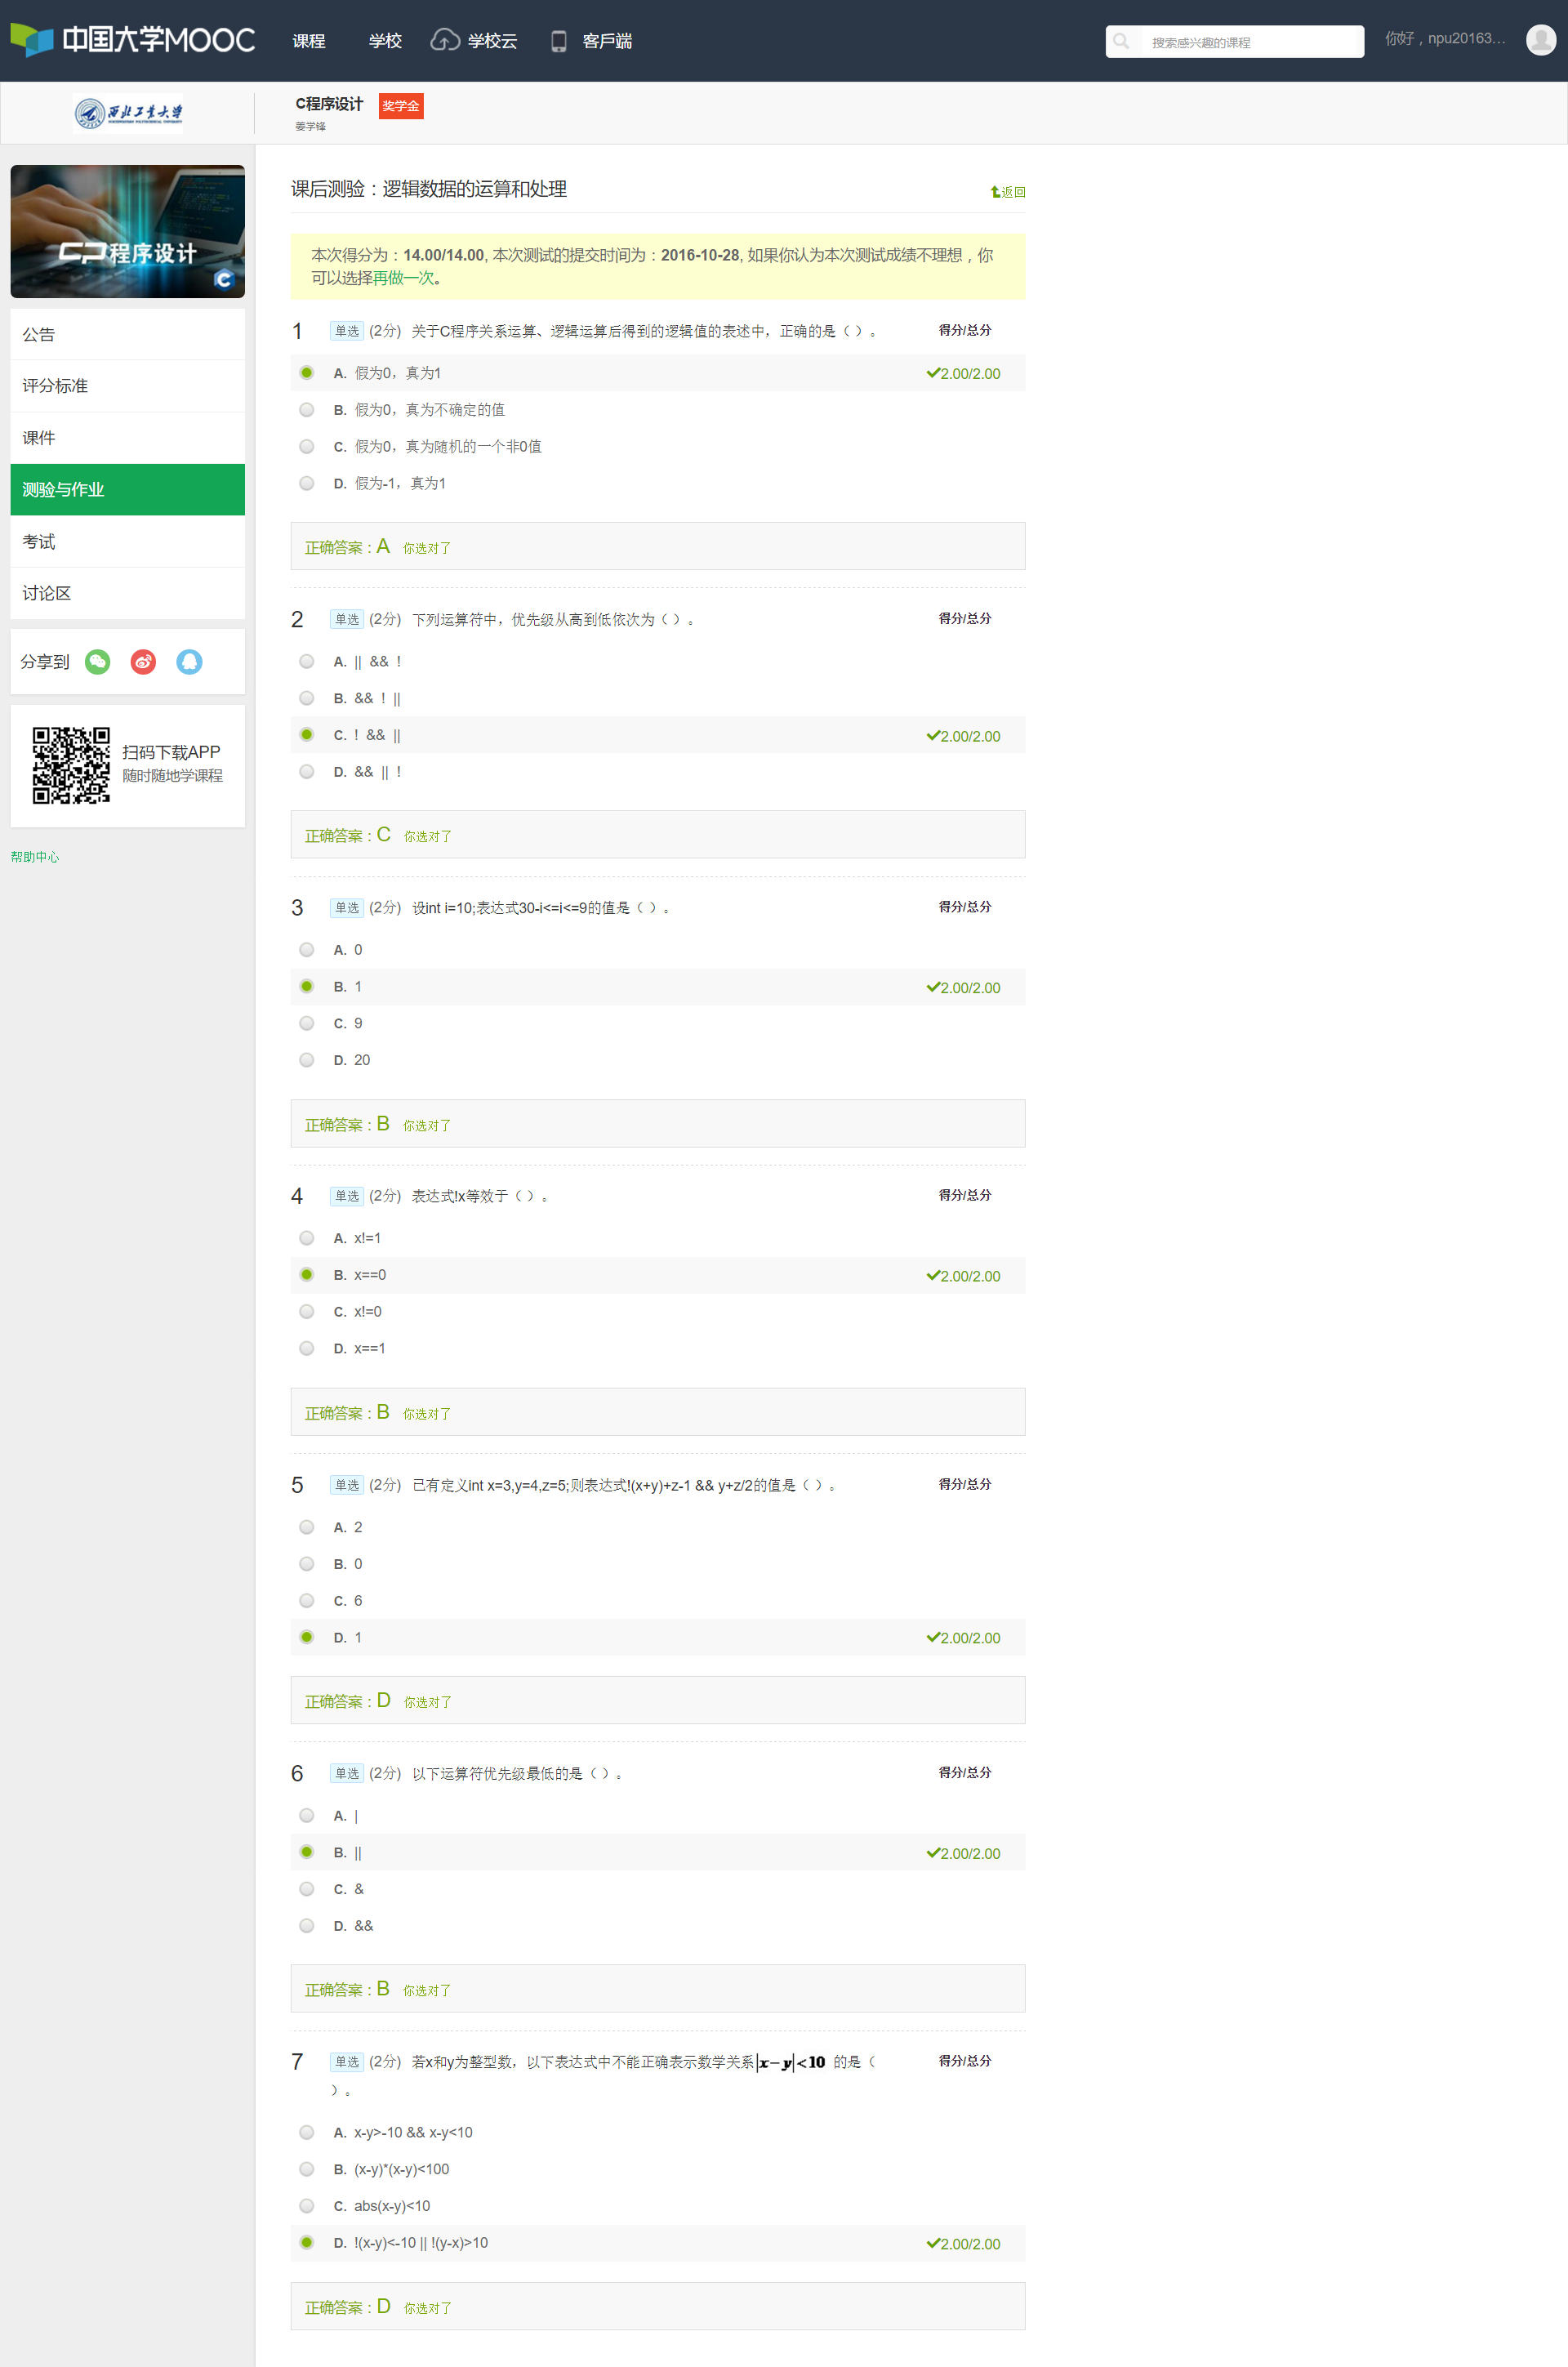 中国大学MOOC
课程
学校
学校云
客戶端
搜索感兴趣的课程
你好，npu20163...
西北工业大学
C程序设计
奖学金
姜学锋
程序设计
C
公告
评分标准
课件
测验与作业
考试
讨论区
分享到
扫码下载APP
随时随地学课程
帮助中心
课后测验：逻辑数据的运算和处理
返回
本次得分为：14.00/14.00, 本次测试的提交时间为：2016-10-28, 如果你认为本次测试成绩不理想，你
可以选择再做一次。
1 单选 (2分) 关于C程序关系运算、逻辑运算后得到的逻辑值的表述中，正确的是（ ）。 得分/总分
A. 假为0，真为1 2.00/2.00
B. 假为0，真为不确定的值
C. 假为0，真为随机的一个非0值
D. 假为-1，真为1
正确答案：A 你选对了
2 单选 (2分) 下列运算符中，优先级从高到低依次为（ ）。 得分/总分
A. || && ！
B. && ！||
C. ！&& || 2.00/2.00
D. && || ！
正确答案：C 你选对了
3 单选 (2分) 设int i=10;表达式30-i<=i<=9的值是（ ）。 得分/总分
A. 0
B. 1 2.00/2.00
C. 9
D. 20
正确答案：B 你选对了
4 单选 (2分) 表达式!x等效于（ ）。 得分/总分
A. x!=1
B. x==0 2.00/2.00
C. x!=0
D. x==1
正确答案：B 你选对了
5 单选 (2分) 已有定义int x=3,y=4,z=5;则表达式!(x+y)+z-1 && y+z/2的值是（ ）。 得分/总分
A. 2
B. 0
C. 6
D. 1 2.00/2.00
正确答案：D 你选对了
6 单选 (2分) 以下运算符优先级最低的是（ ）。 得分/总分
A. |
B. || 2.00/2.00
C. &
D. &&
正确答案：B 你选对了
7 单选 (2分) 若x和y为整型数，以下表达式中不能正确表示数学关系|x−y|<10 的是（ 得分/总分
）。
A. x-y>-10 && x-y<10
B. (x-y)*(x-y)<100
C. abs(x-y)<10
D. !(x-y)<-10 || !(y-x)>10 2.00/2.00
正确答案：D 你选对了